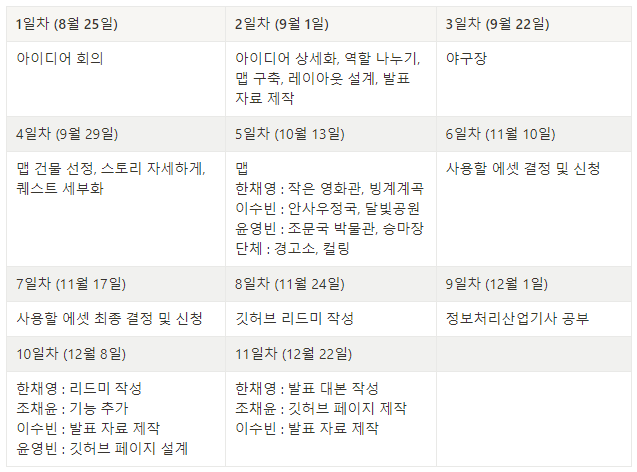 1일차 (8월 25일)
2일차 (9월 1일)
3일차 (9월 22일)
아이디어 회의
아이디어 상세화, 역할 나누기,
맵 구축, 레이아웃 설계, 발표
자료 제작
야구장
4일차 (9월 29일)
5일차 (10월 13일)
6일차 (11월 10일)
맵 건물 선정, 스토리 자세하게,
퀘스트 세부화
맵
한채영 : 작은 영화관, 빙계계곡
이수빈 : 안사우정국, 달빛공원
윤영빈 : 조문국 박물관, 승마장
단체 : 경고소, 컬링
사용할 에셋 결정 및 신청
7일차 (11월 17일)
8일차 (11월 24일)
9일차 (12월 1일)
사용할 에셋 최종 결정 및 신청
깃허브 리드미 작성
정보처리산업기사 공부
10일차 (12월 8일)
11일차 (12월 22일)
한채영 : 리드미 작성
조채윤 : 기능 추가
이수빈 : 발표 자료 제작
윤영빈 : 깃허브 페이지 설계
한채영 : 발표 대본 작성
조채윤 : 깃허브 페이지 제작
이수빈 : 발표 자료 제작